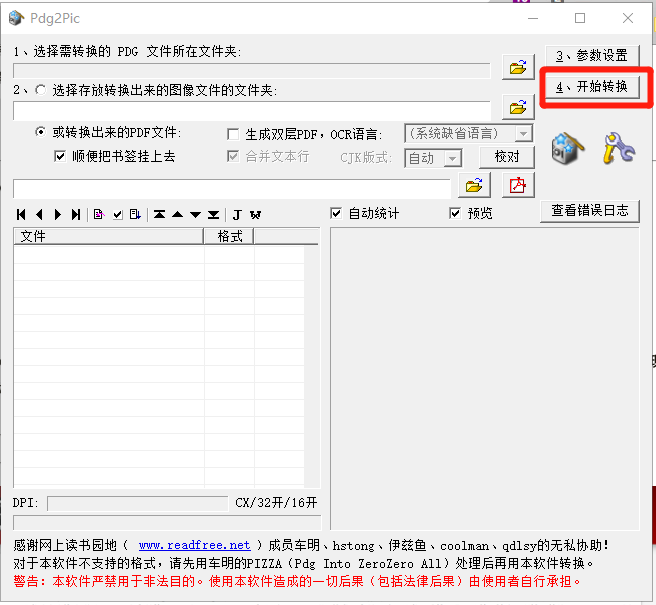 Pdg2Pic
1、选择需转换的 PDG 文件所在文件夹:
3、参数设置
2、 选择存放转换出来的图像文件的文件夹:
4、开始转换
或转换出来的PDF文件:
生成双层PDF，OCR语言:
(系统缺省语言)
顺便把书签挂上去
合并文本行
CJK版式:
自动
校对
自动统计
预览
查看错误日志
文件
格式
DPI:
CX/32开/16开
感谢网上读书园地（ www.readfree.net ）成员车明、hstong、伊兹鱼、coolman、qdlsy的无私协助!
对于本软件不支持的格式，请先用车明的PIZZA（Pdg Into ZeroZero All）处理后再用本软件转换。
警告：本软件严禁用于非法目的。使用本软件造成的一切后果（包括法律后果）由使用者自行承担。